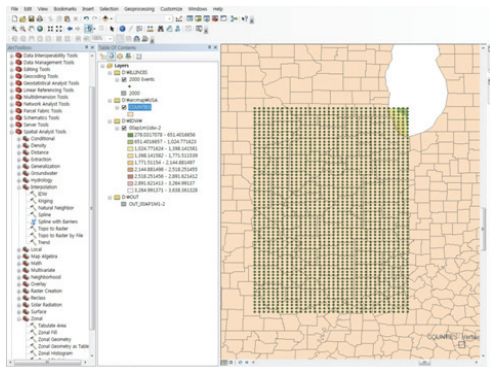 File Edit View Bookmarks Insert Selection Geoprocessing Customize Windows Help
ArcToolbox
Data Interoperability Tools
Data Management Tools
Editing Tools
Geocoding Tools
Geostatistical Analyst Tools
Linear Referencing Tools
Multidimension Tools
Network Analyst Tools
Parcel Fabric Tools
Schematics Tools
Server Tools
Spatial Analyst Tools
Conditional
Density
Distance
Extraction
Generalization
Groundwater
Hydrology
Interpolation
IDW
Kriging
Natural Neighbor
Spline
Spline with Barriers
Topo to Raster
Topo to Raster by File
Trend
Local
Map Algebra
Math
Multivariate
Neighborhood
Overlay
Raster Creation
Reclass
Solar Radiation
Surface
Zonal
Tabulate Area
Zonal Fill
Zonal Geometry
Zonal Geometry as Table
Zonal Histogram
Table Of Contents
Layers
2000 Events
2000
COUNTIES
278.0317078 - 651.4016656
651.4016657 - 1,024.771623
1,024.771624 - 1,398.141581
1,398.141582 - 1,771.511539
1,771.51154 - 2,144.881497
2,144.881498 - 2,518.251455
2,518.251456 - 2,891.621412
2,891.621413 - 3,264.99137
3,264.991371 - 3,638.361328
COUNTIES: Vertex